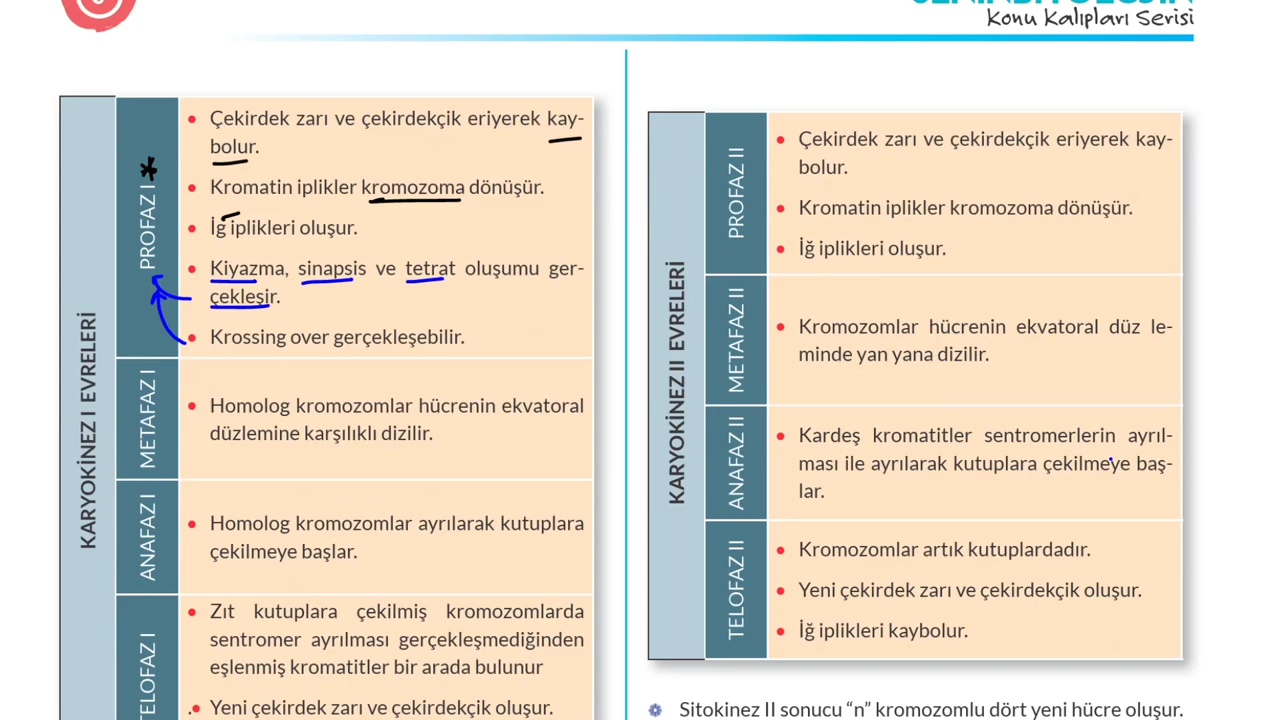 Konu Kalıpları Serisi
KARYOKİNEZ I EVRELERİ
PROFAZ I *
• Çekirdek zarı ve çekirdekçik eriyerek kay-
bolur.
• Kromatin iplikler kromozoma dönüşür.
• İğ iplikleri oluşur.
• Kiyazma, sinapsis ve tetrat oluşumu ger-
çekleşir.
• Krossing over gerçekleşebilir.
METAFAZ I
• Homolog kromozomlar hücrenin ekvatoral
düzlemine karşılıklı dizilir.
ANAFAZ I
• Homolog kromozomlar ayrılarak kutuplara
çekilmeye başlar.
TELOFAZ I
• Zıt kutuplara çekilmiş kromozomlarda
sentromer ayrılması gerçekleşmediğinden
eşlenmiş kromatitler bir arada bulunur
• Yeni çekirdek zarı ve çekirdekçik oluşur.
KARYOKİNEZ II EVRELERİ
PROFAZ II
• Çekirdek zarı ve çekirdekçik eriyerek kay-
bolur.
• Kromatin iplikler kromozoma dönüşür.
• İğ iplikleri oluşur.
METAFAZ II
• Kromozomlar hücrenin ekvatoral düz le-
minde yan yana dizilir.
ANAFAZ II
• Kardeş kromatitler sentromerlerin ayrıl-
ması ile ayrılarak kutuplara çekilmeye baş-
lar.
TELOFAZ II
• Kromozomlar artık kutuplardadır.
• Yeni çekirdek zarı ve çekirdekçik oluşur.
• İğ iplikleri kaybolur.
Sitokinez II sonucu “n” kromozomlu dört yeni hücre oluşur.